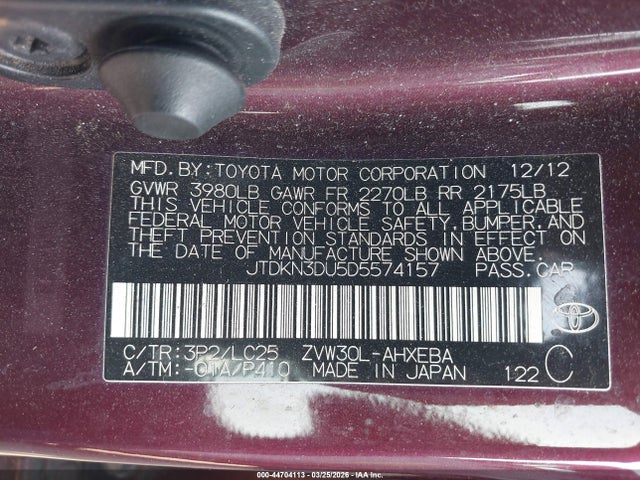 MFD. BY: TOYOTA MOTOR CORPORATION 12/12
GVWR 3980LB GAWR FR 2270LB RR 2175LB
THIS VEHICLE CONFORMS TO ALL APPLICABLE
FEDERAL MOTOR VEHICLE SAFETY, BUMPER, AND
THEFT PREVENTION STANDARDS IN EFFECT ON
THE DATE OF MANUFACTURE SHOWN ABOVE.
JTDKN3DU5D5574157 PASS. CAR
C/TR: 3P2/LC25 ZVW30L-AHXEBA
A/TM: -01A/P410 MADE IN JAPAN 122 C
000-44704113 — 03/25/2026 — IAA Inc.